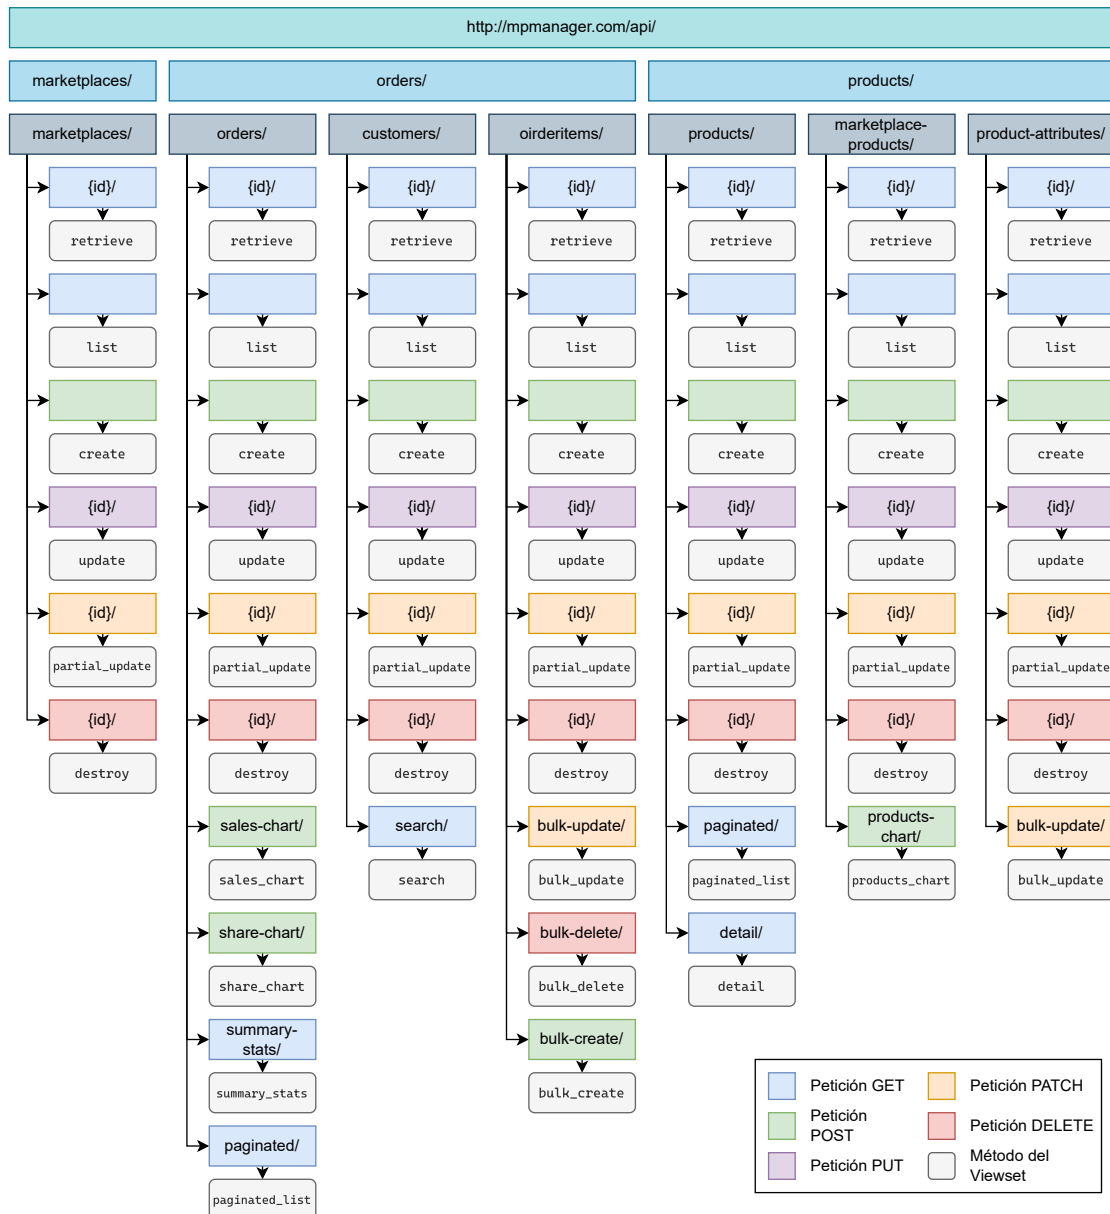 http://mpmanager.com/api/
marketplaces/
orders/
products/
marketplaces/
orders/
customers/
oirderitems/
products/
marketplace-
products/
product-attributes/
{id}/
{id}/
{id}/
{id}/
{id}/
{id}/
{id}/
retrieve
retrieve
retrieve
retrieve
retrieve
retrieve
retrieve
list
list
list
list
list
list
list
create
create
create
create
create
create
create
{id}/
{id}/
{id}/
{id}/
{id}/
{id}/
{id}/
update
update
update
update
update
update
update
{id}/
{id}/
{id}/
{id}/
{id}/
{id}/
{id}/
partial_update
partial_update
partial_update
partial_update
partial_update
partial_update
partial_update
{id}/
{id}/
{id}/
{id}/
{id}/
{id}/
{id}/
destroy
destroy
destroy
destroy
destroy
destroy
destroy
sales-chart/
search/
bulk-update/
paginated/
products-
chart/
bulk-update/
sales_chart
search
bulk_update
paginated_list
products_chart
bulk_update
share-chart/
bulk-delete/
detail/
share_chart
bulk_delete
detail
summary-
stats/
bulk-create/
summary_stats
bulk_create
paginated/
paginated_list
Petición GET
Petición PATCH
Petición
POST
Petición DELETE
Petición PUT
Método del
Viewset